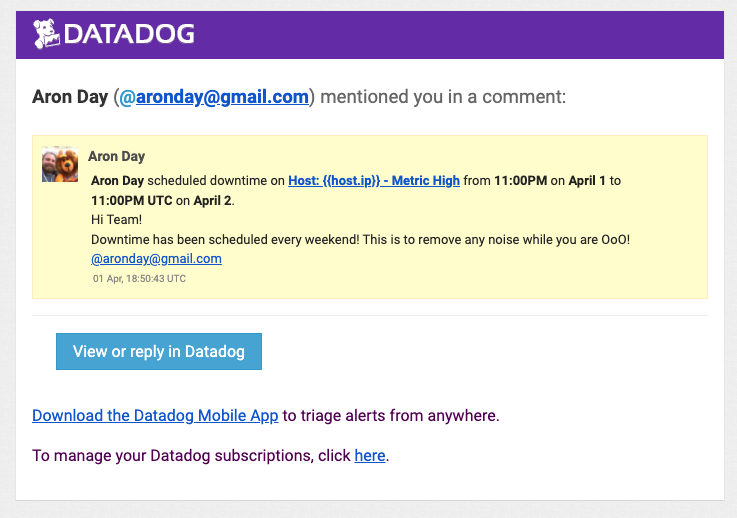 DATADOG
Aron Day (@aronday@gmail.com) mentioned you in a comment:
Aron Day
Aron Day scheduled downtime on Host: {{host.ip}} - Metric High from 11:00PM on April 1 to
11:00PM UTC on April 2.
Hi Team!
Downtime has been scheduled every weekend! This is to remove any noise while you are OoO!
@aronday@gmail.com
01 Apr, 18:50:43 UTC
View or reply in Datadog
Download the Datadog Mobile App to triage alerts from anywhere.
To manage your Datadog subscriptions, click here.